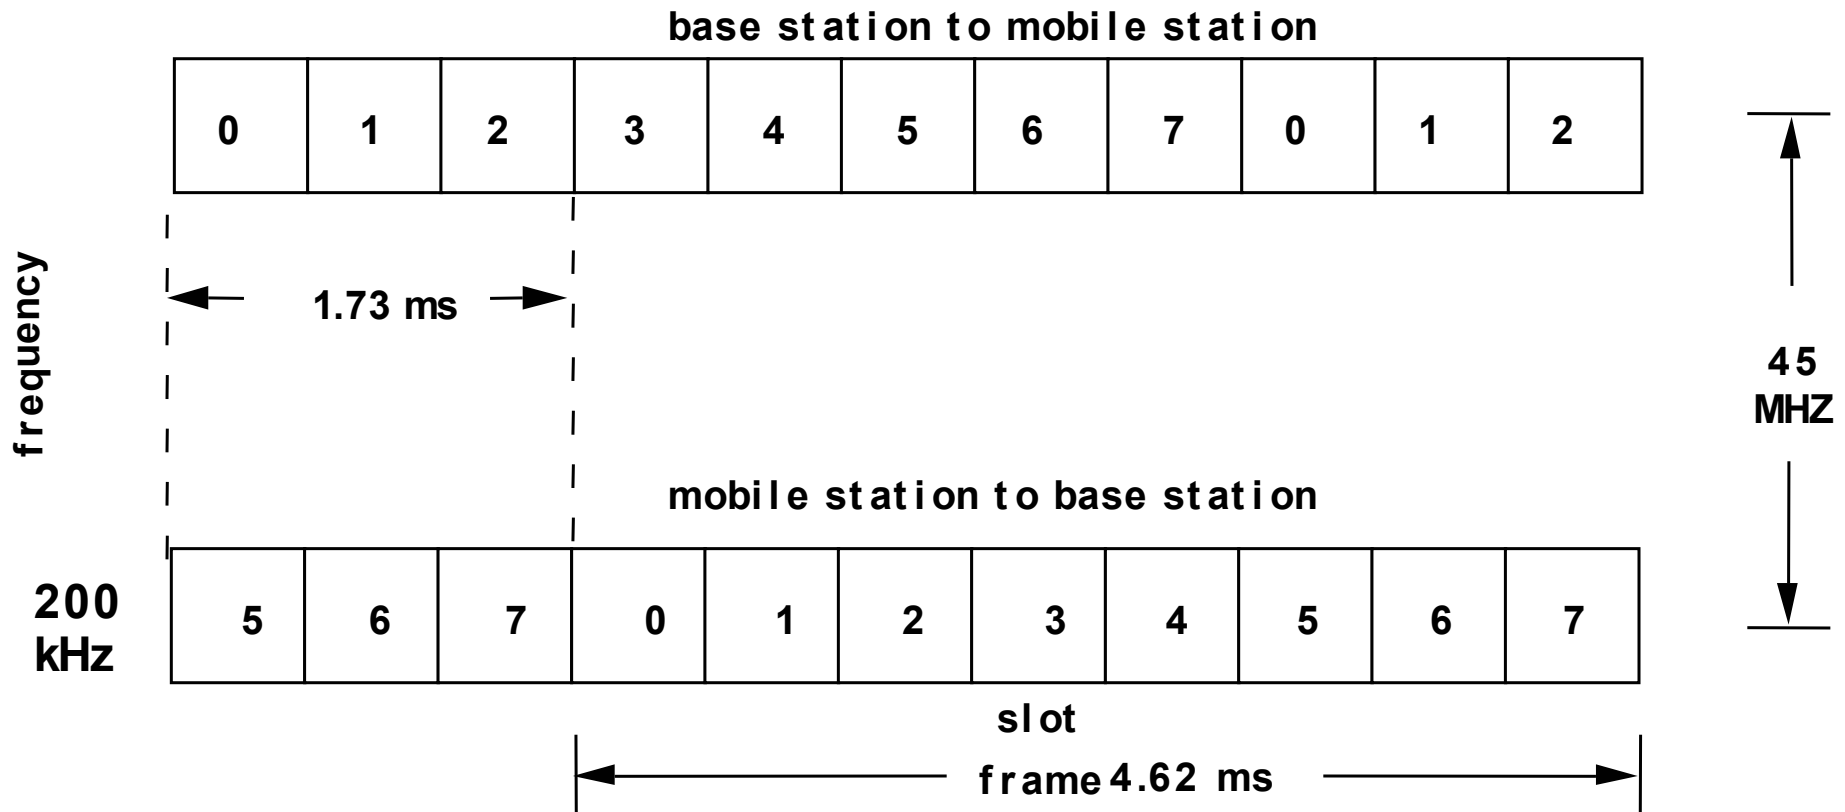 base station to mobile station
0 1 2 3 4 5 6 7 0 1 2
frequency
1.73 ms
45
MHZ
mobile station to base station
200
kHz
5 6 7 0 1 2 3 4 5 6 7
slot
frame 4.62 ms